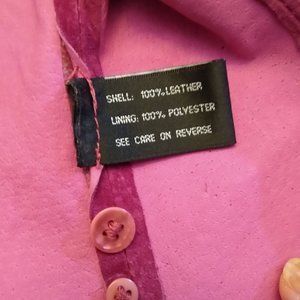 SHELL: 100% LEATHER
LINING: 100% POLYESTER
SEE CARE ON REVERSE